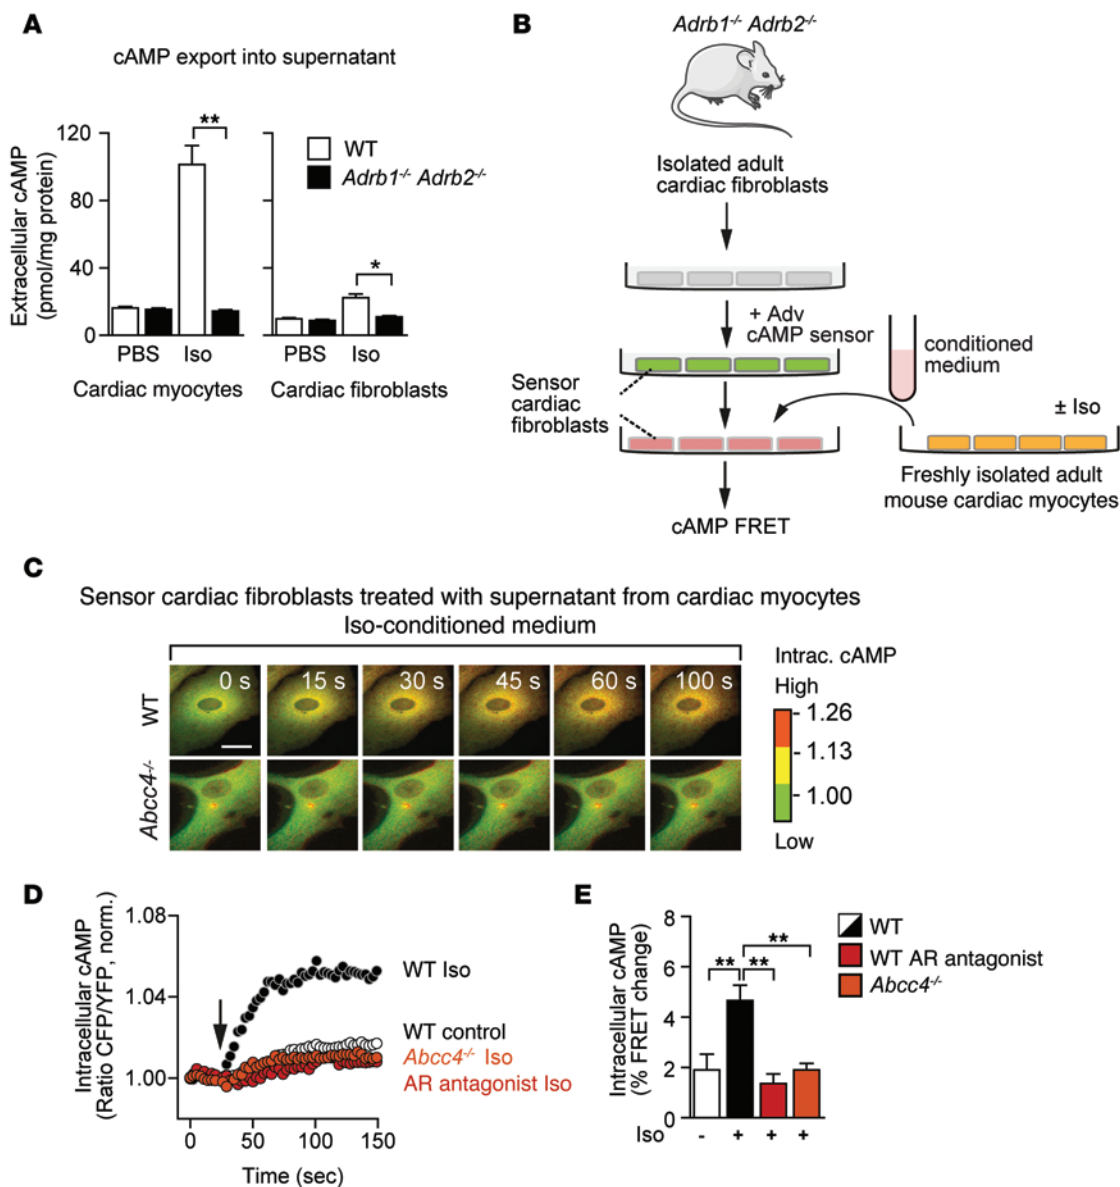 A
cAMP export into supernatant
Extracellular cAMP
(pmol/mg protein)
120
80
40
0
**
*
WT
Adrb1-/- Adrb2-/-
PBS Iso
Cardiac myocytes
PBS Iso
Cardiac fibroblasts
B
Adrb1-/- Adrb2-/-
Isolated adult
cardiac fibroblasts
+ Adv
cAMP sensor
Sensor
cardiac
fibroblasts
conditioned
medium
± Iso
Freshly isolated adult
mouse cardiac myocytes
cAMP FRET
C
Sensor cardiac fibroblasts treated with supernatant from cardiac myocytes
Iso-conditioned medium
WT
0 s 15 s 30 s 45 s 60 s 100 s
Abcc4-/-
Intrac. cAMP
High
1.26
1.13
1.00
Low
D
Intracellular cAMP
(Ratio CFP/YFP, norm.)
1.08
1.04
1.00
WT Iso
WT control
Abcc4-/- Iso
AR antagonist Iso
0 50 100 150
Time (sec)
E
Intracellular cAMP
(% FRET change)
8
6
4
2
0
**
** **
Iso - + + +
WT
WT AR antagonist
Abcc4-/-